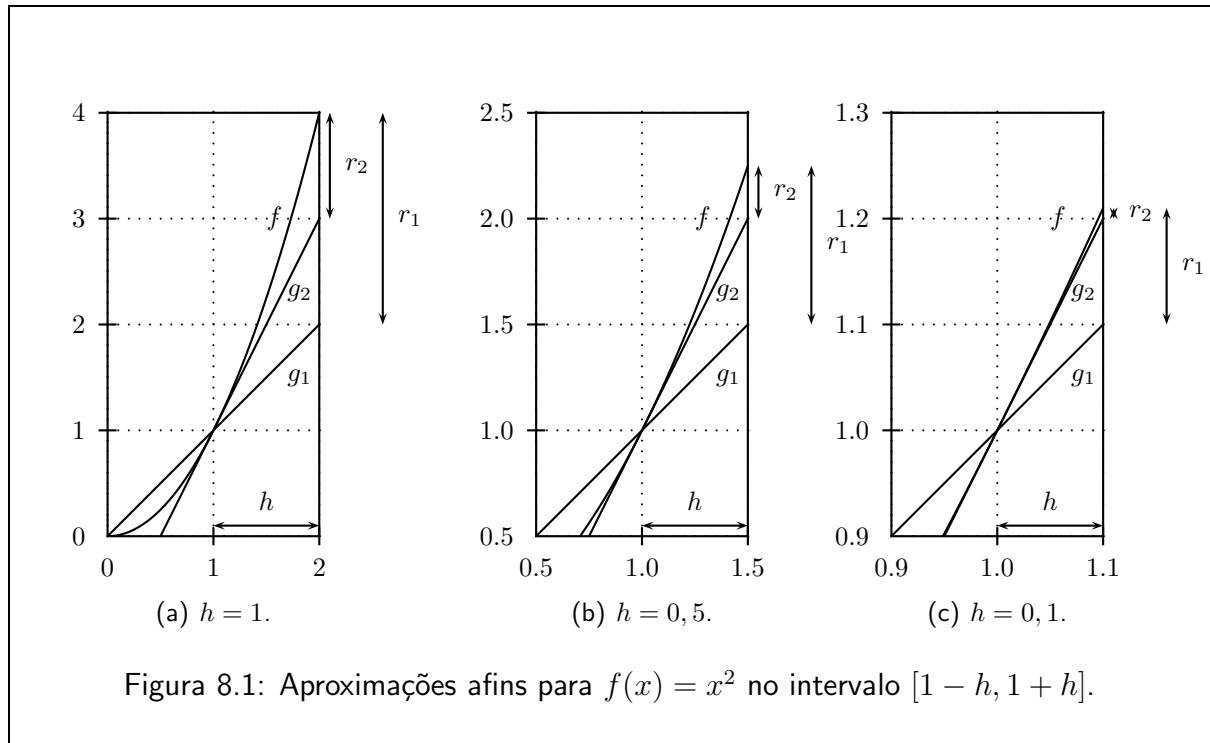 4
3
2
1
0
0 1 2
f
g₂
g₁
h
r₂
r₁
(a) h = 1.
2.5
2.0
1.5
1.0
0.5
0.5 1.0 1.5
f
g₂
g₁
h
r₂
r₁
(b) h = 0, 5.
1.3
1.2
1.1
1.0
0.9
0.9 1.0 1.1
f
g₂
g₁
h
r₂
r₁
(c) h = 0, 1.
Figura 8.1: Aproximações afins para f(x) = x² no intervalo [1 − h, 1 + h].